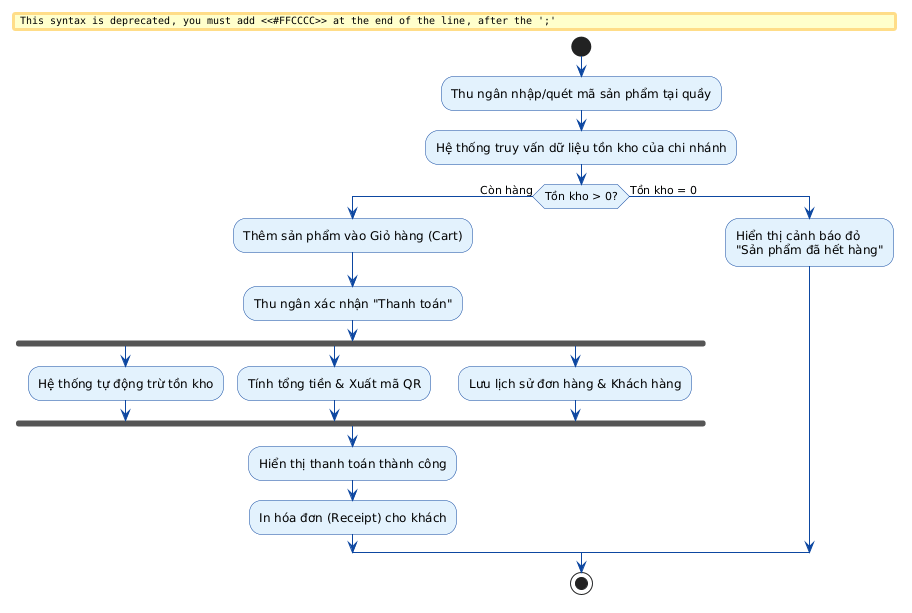 This syntax is deprecated, you must add <<#FFCCCC>> at the end of the line, after the ';'
Thu ngân nhập/quét mã sản phẩm tại quầy
Hệ thống truy vấn dữ liệu tồn kho của chi nhánh
Còn hàng
Tồn kho > 0?
Tồn kho = 0
Thêm sản phẩm vào Giỏ hàng (Cart)
Hiển thị cảnh báo đỏ
"Sản phẩm đã hết hàng"
Thu ngân xác nhận "Thanh toán"
Hệ thống tự động trừ tồn kho
Tính tổng tiền & Xuất mã QR
Lưu lịch sử đơn hàng & Khách hàng
Hiển thị thanh toán thành công
In hóa đơn (Receipt) cho khách